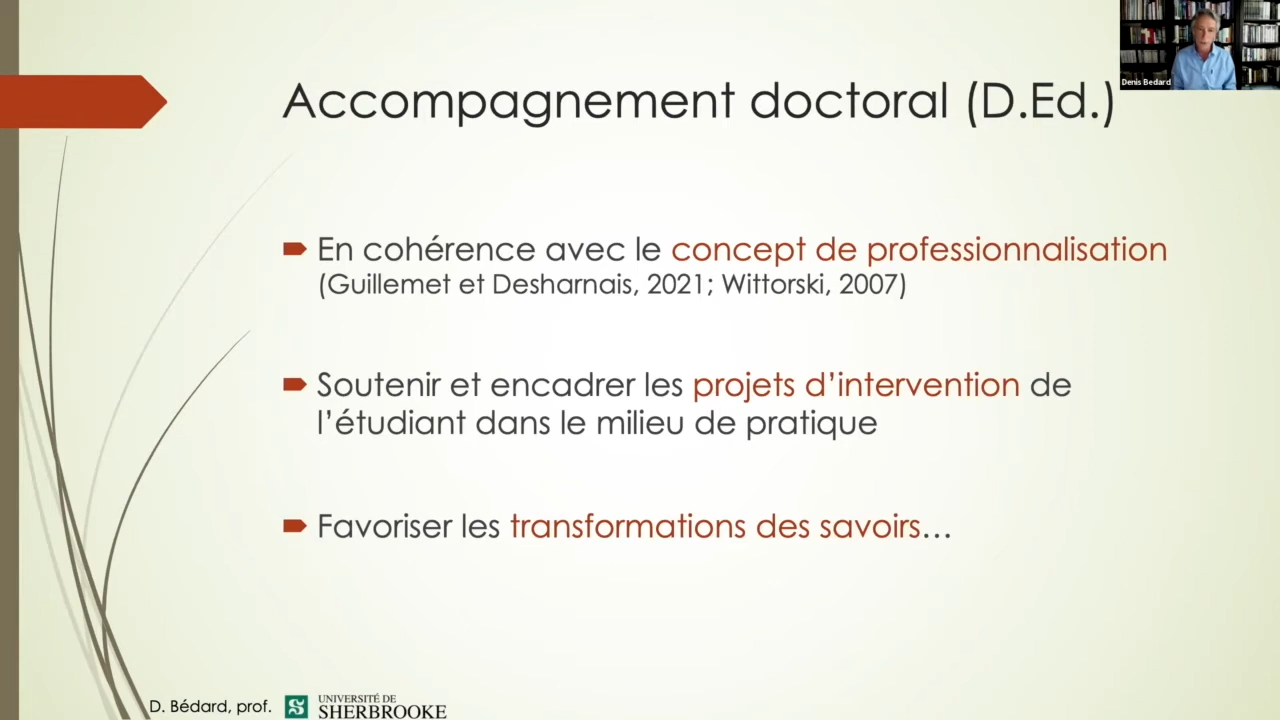 Denis Bedard
Accompagnement doctoral (D.Ed.)
En cohérence avec le concept de professionnalisation
(Guillemet et Desharnais, 2021; Wittorski, 2007)
Soutenir et encadrer les projets d’intervention de
l’étudiant dans le milieu de pratique
Favoriser les transformations des savoirs…
D. Bédard, prof.
UNIVERSITÉ DE
SHERBROOKE